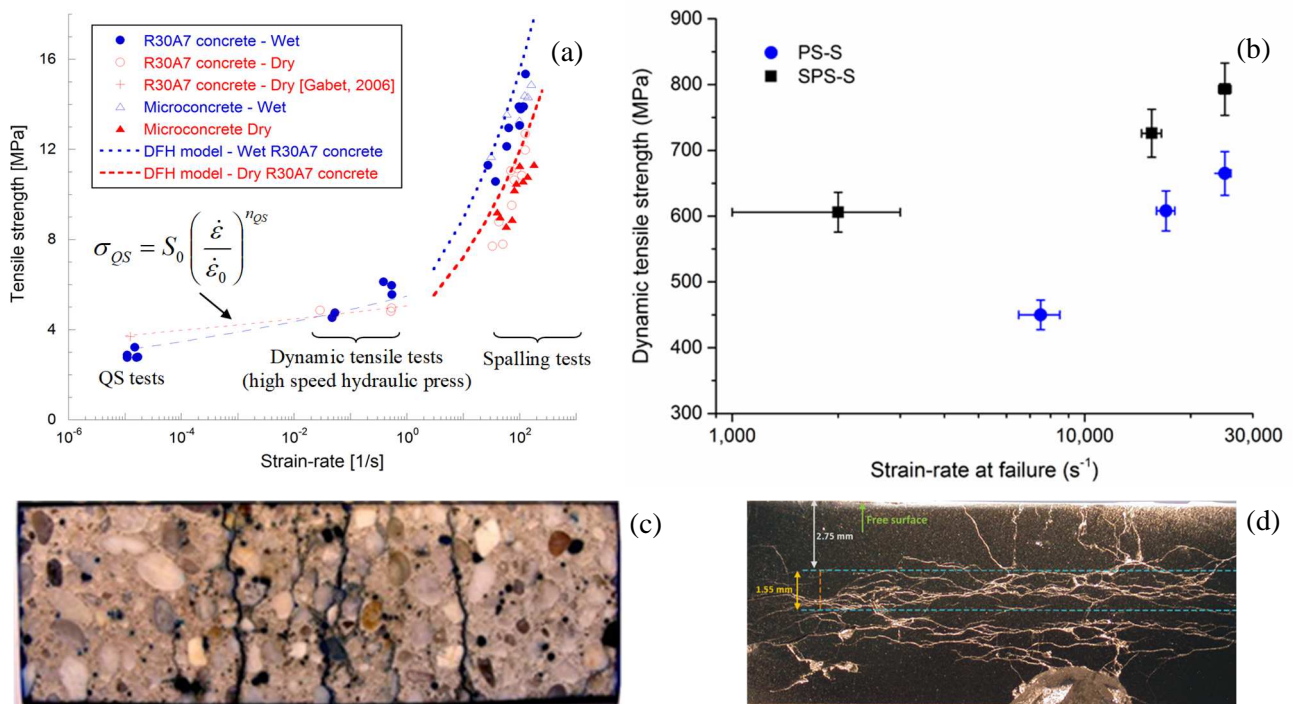 (a)
Tensile strength [MPa]
16
12
8
4
0
R30A7 concrete - Wet
R30A7 concrete - Dry
R30A7 concrete - Dry [Gabet, 2006]
Microconcrete - Wet
Microconcrete Dry
DFH model - Wet R30A7 concrete
DFH model - Dry R30A7 concrete
σQS = S0 (ε̇ / ε̇0)^nQS
QS tests
Dynamic tensile tests
(high speed hydraulic press)
Spalling tests
10^-6
10^-4
10^-2
10^0
10^2
Strain-rate [1/s]
(b)
Dynamic tensile strength (MPa)
900
800
700
600
500
400
300
PS-S
SPS-S
1,000
10,000
30,000
Strain-rate at failure (s^-1)
(c)
(d)
Free surface
2.75 mm
1.55 mm